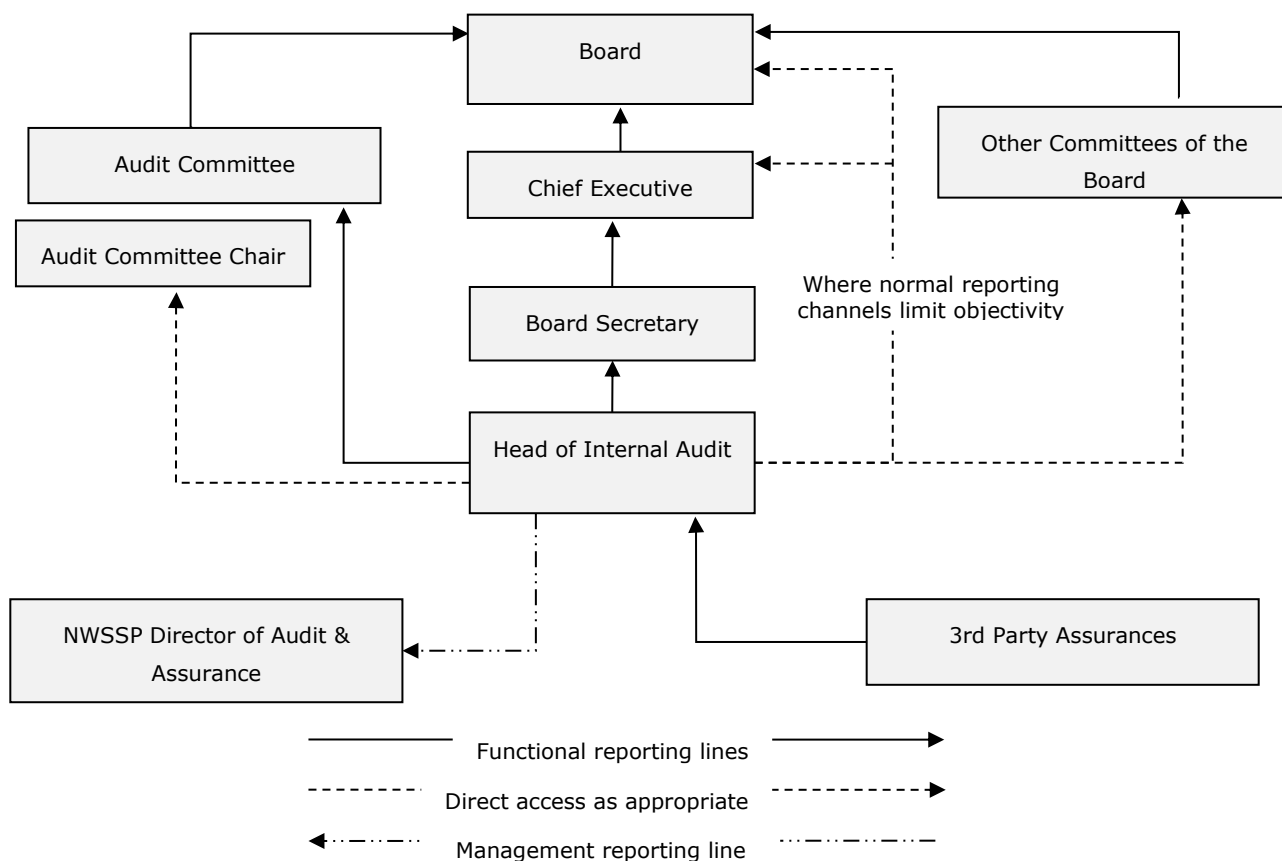 Board
Audit Committee
Other Committees of the
Board
Chief Executive
Audit Committee Chair
Where normal reporting
channels limit objectivity
Board Secretary
Head of Internal Audit
NWSSP Director of Audit &
Assurance
3rd Party Assurances
Functional reporting lines
Direct access as appropriate
Management reporting line